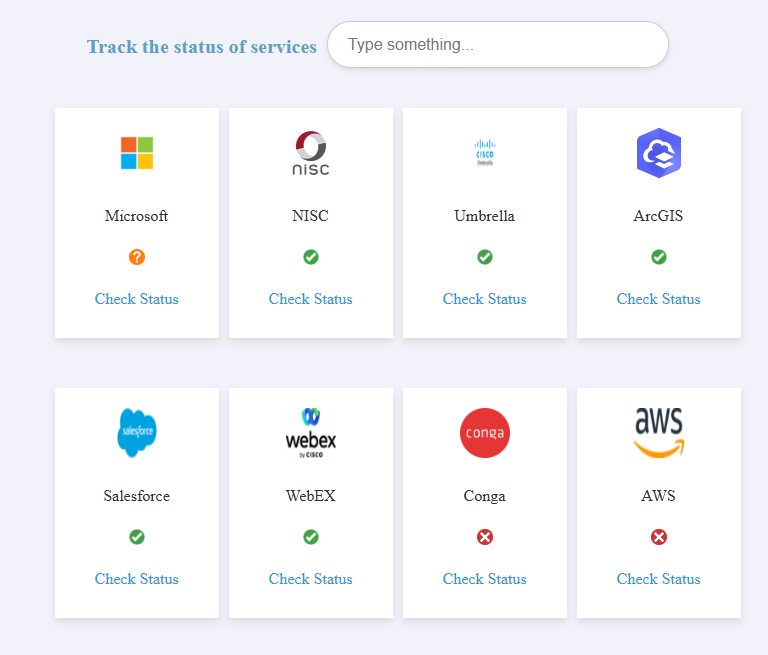 Track the status of services
Type something...
nisc
CISCO
Umbrella
Microsoft
NISC
Umbrella
ArcGIS
?
Check Status
Check Status
Check Status
Check Status
salesforce
webex
by CISCO
conga
aws
Salesforce
WebEX
Conga
AWS
Check Status
Check Status
Check Status
Check Status